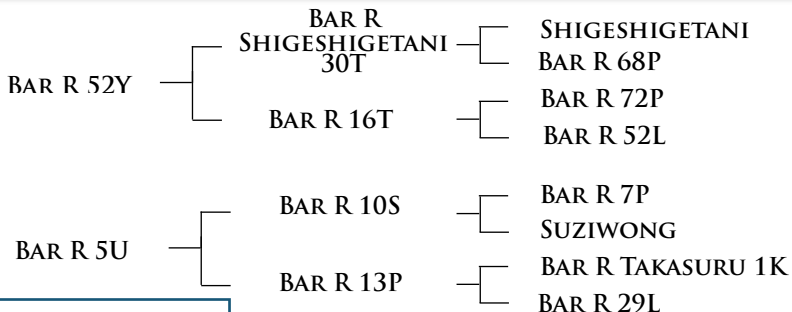 Bar R
Shigeshigetani
30T
Shigeshigetani
Bar R 68P
Bar R 52Y
Bar R 16T
Bar R 72P
Bar R 52L
Bar R 10S
Bar R 7P
Suziwong
Bar R 5U
Bar R 13P
Bar R Takasuru 1K
Bar R 29L